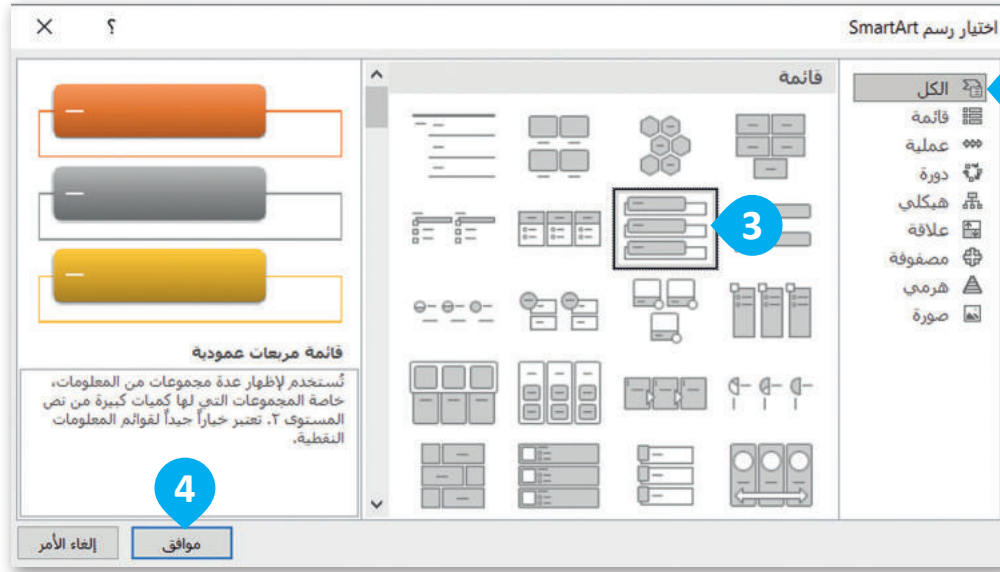 اختيار رسم SmartArt
؟
الكل
قائمة
عملية
دورة
هيكلي
علاقة
مصفوفة
هرمي
صورة
قائمة
3
قائمة مربعات عمودية
تُستخدم لإظهار عدة مجموعات من المعلومات،
خاصة المجموعات التي لها كميات كبيرة من نص
المستوى ٢. تعتبر خياراً جيداً لقوائم المعلومات
النقطية.
4
موافق
إلغاء الأمر